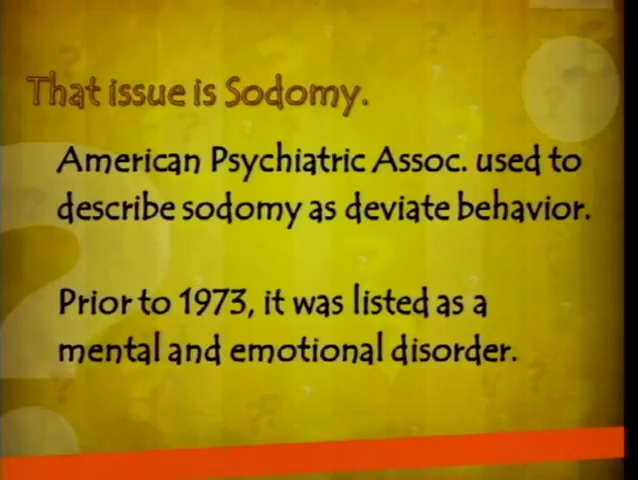 That issue is Sodomy.
American Psychiatric Assoc. used to
describe sodomy as deviate behavior.
Prior to 1973, it was listed as a
mental and emotional disorder.